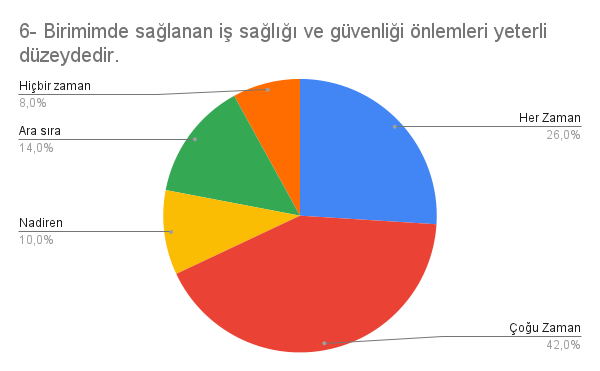 6- Birimimde sağlanan iş sağlığı ve güvenliği önlemleri yeterli
düzeydedir.
Hiçbir zaman
8,0%
Her Zaman
26,0%
Ara sıra
14,0%
Nadiren
10,0%
Çoğu Zaman
42,0%